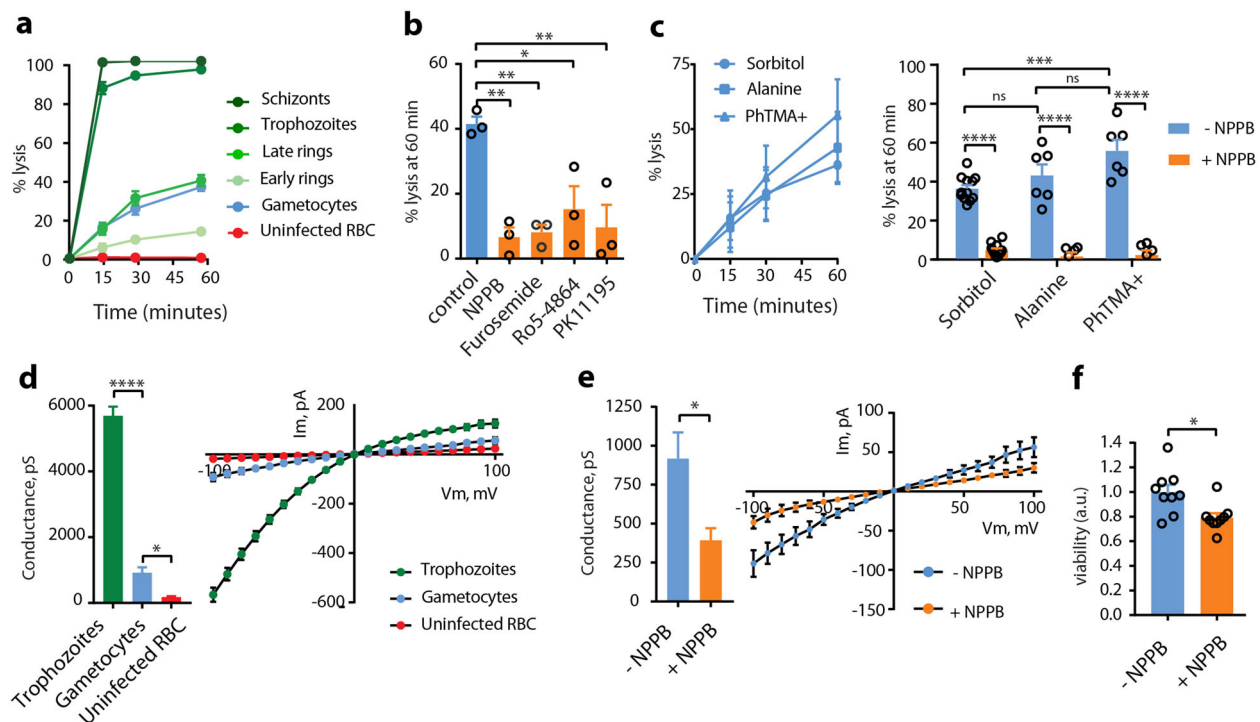 a
% lysis
100
80
60
40
20
0
0
15
30
45
60
Time (minutes)
Schizonts
Trophozoites
Late rings
Early rings
Gametocytes
Uninfected RBC
b
% lysis at 60 min
60
40
20
0
**
*
**
**
control
NPPB
Furosemide
Ro5-4864
PK11195
c
% lysis
75
50
25
0
0
15
30
45
60
Time (minutes)
Sorbitol
Alanine
PhTMA+
% lysis at 60 min
100
80
60
40
20
0
***
ns
ns
****
****
****
Sorbitol
Alanine
PhTMA+
- NPPB
+ NPPB
d
Conductance, pS
6000
4000
2000
0
****
*
Trophozoites
Gametocytes
Uninfected RBC
Im, pA
200
-100
100
Vm, mV
-200
-400
-600
Trophozoites
Gametocytes
Uninfected RBC
e
Conductance, pS
1250
1000
750
500
250
0
*
- NPPB
+ NPPB
Im, pA
100
50
-100
-50
50
100
Vm, mV
-50
-100
-150
- NPPB
+ NPPB
f
viability (a.u.)
1.4
1.2
1.0
0.8
0.6
0.4
0.2
0.0
*
- NPPB
+ NPPB